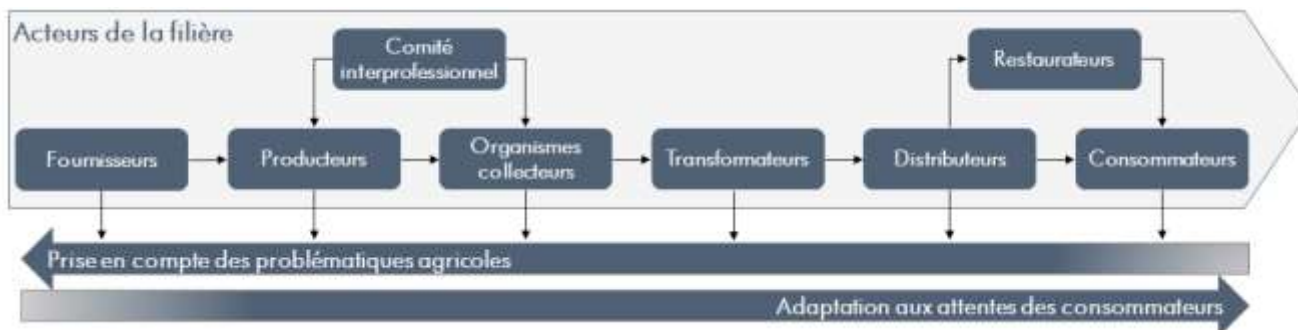 Acteurs de la filière
Comité
interprofessionnel
Restaurateurs
Fournisseurs
Producteurs
Organismes
collecteurs
Transformateurs
Distributeurs
Consommateurs
Prise en compte des problématiques agricoles
Adaptation aux attentes des consommateurs